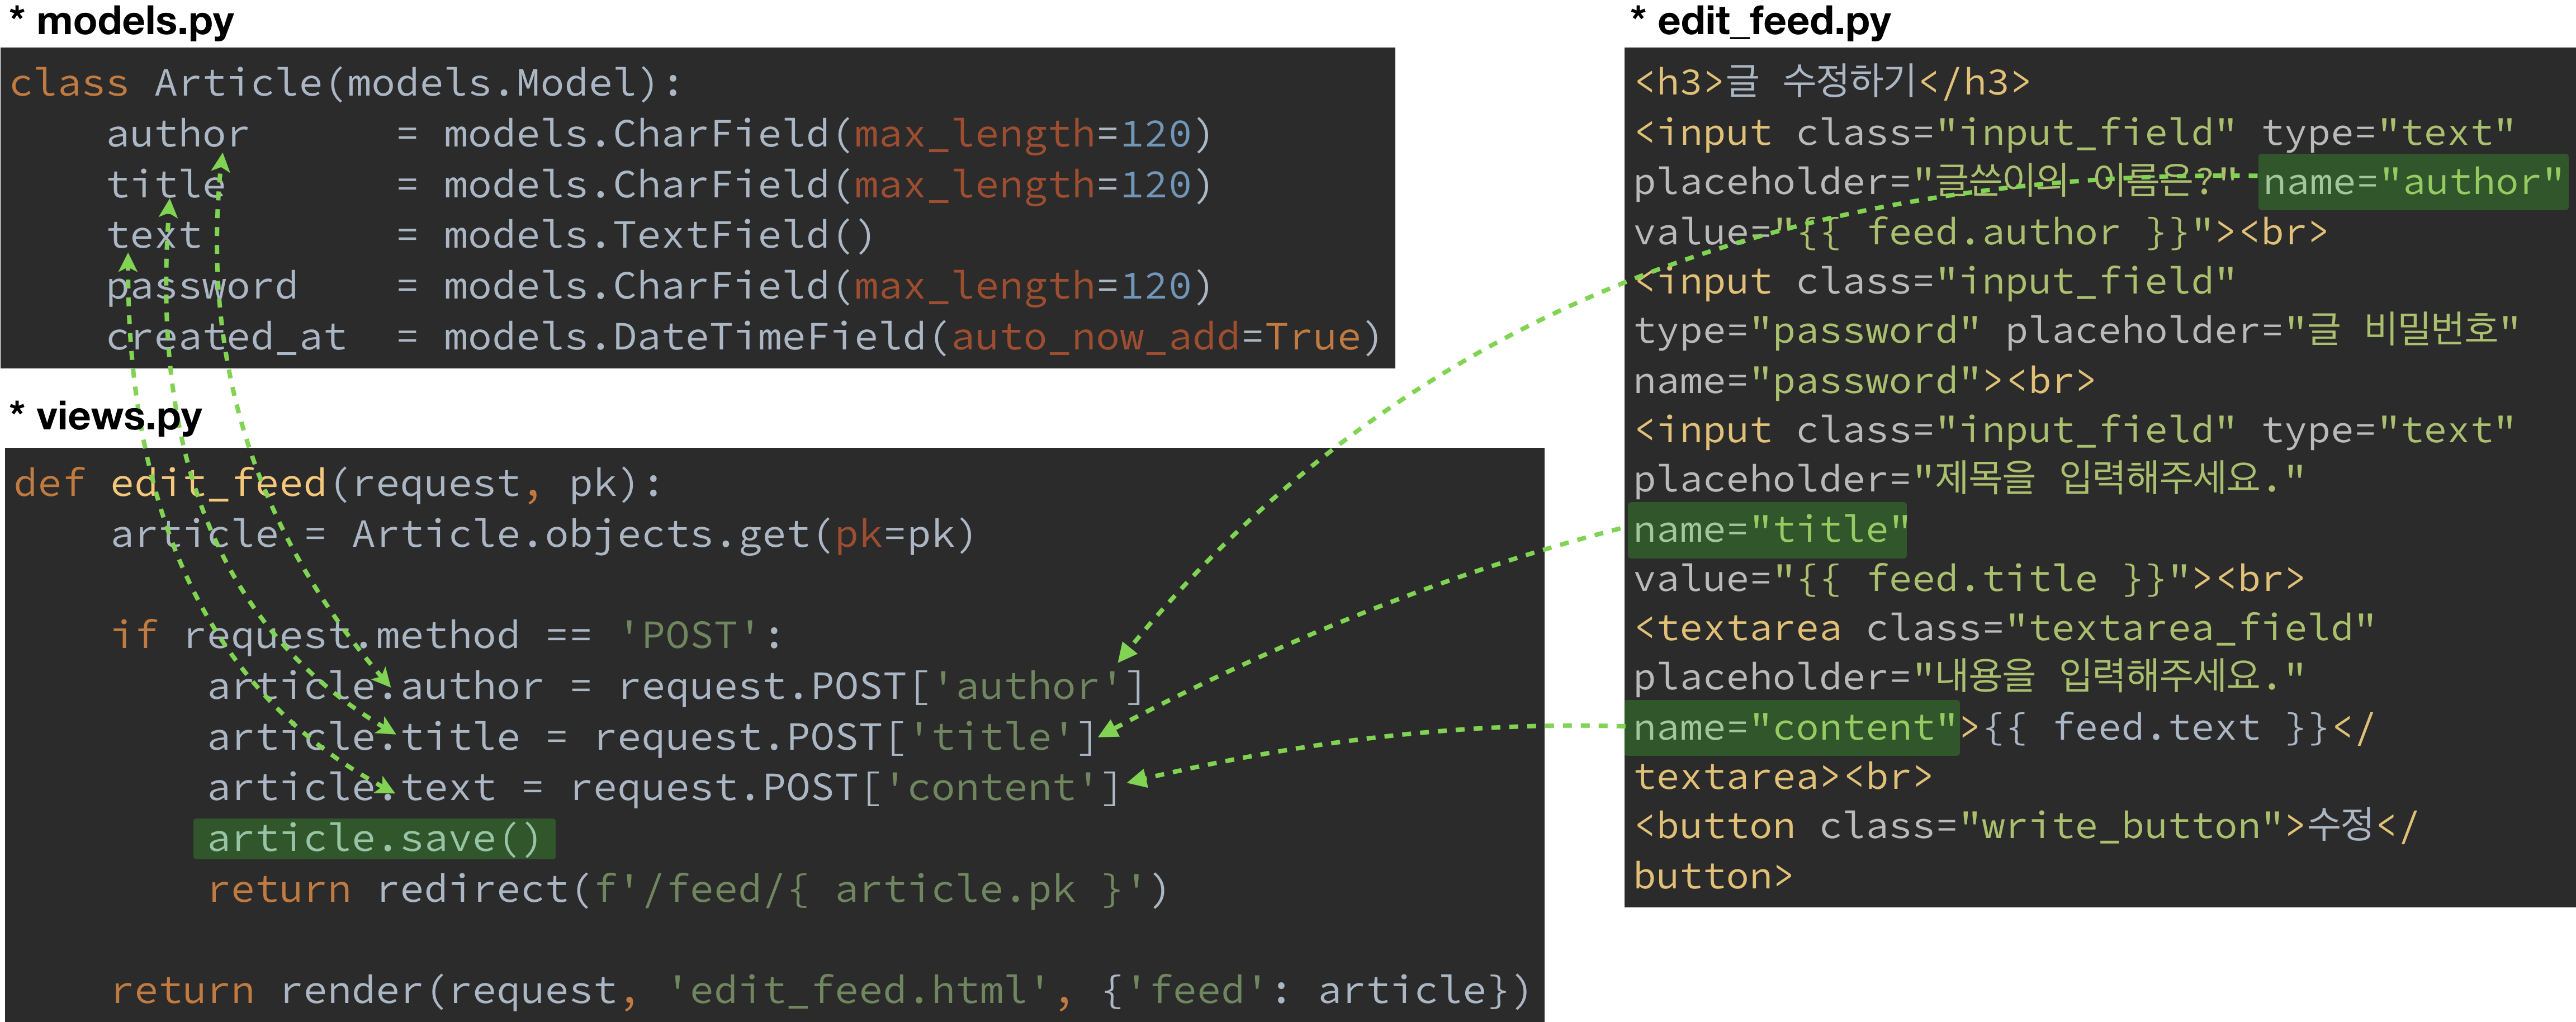 * models.py
class Article(models.Model):
    author      = models.CharField(max_length=120)
    title       = models.CharField(max_length=120)
    text        = models.TextField()
    password    = models.CharField(max_length=120)
    created_at  = models.DateTimeField(auto_now_add=True)
* views.py
def edit_feed(request, pk):
    article = Article.objects.get(pk=pk)
    if request.method == 'POST':
        article.author = request.POST['author']
        article.title = request.POST['title']
        article.text = request.POST['content']
        article.save()
        return redirect(f'/feed/{ article.pk }')
    return render(request, 'edit_feed.html', {'feed': article})
* edit_feed.py
<h3>글 수정하기</h3>
<input class="input_field" type="text"
placeholder="글쓴이의 이름은?" name="author"
value="{{ feed.author }}"><br>
<input class="input_field"
type="password" placeholder="글 비밀번호"
name="password"><br>
<input class="input_field" type="text"
placeholder="제목을 입력해주세요."
name="title"
value="{{ feed.title }}"><br>
<textarea class="textarea_field"
placeholder="내용을 입력해주세요."
name="content">{{ feed.text }}</
textarea><br>
<button class="write_button">수정</
button>